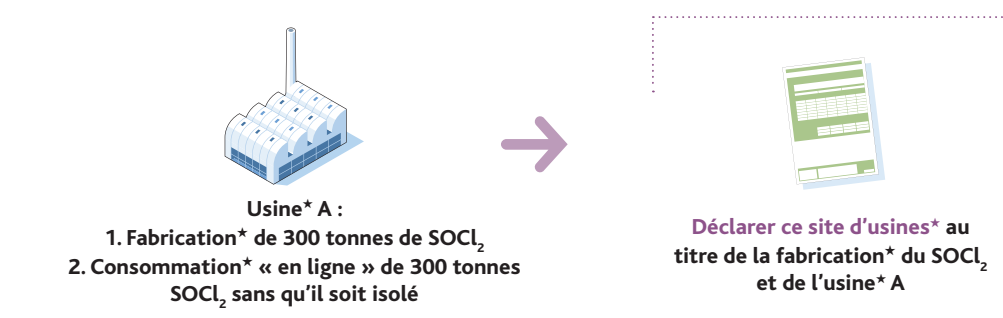 Usine★ A :
1. Fabrication★ de 300 tonnes de SOCl₂
2. Consommation★ « en ligne » de 300 tonnes
SOCl₂ sans qu’il soit isolé
Déclarer ce site d’usines★ au
titre de la fabrication★ du SOCl₂
et de l’usine★ A